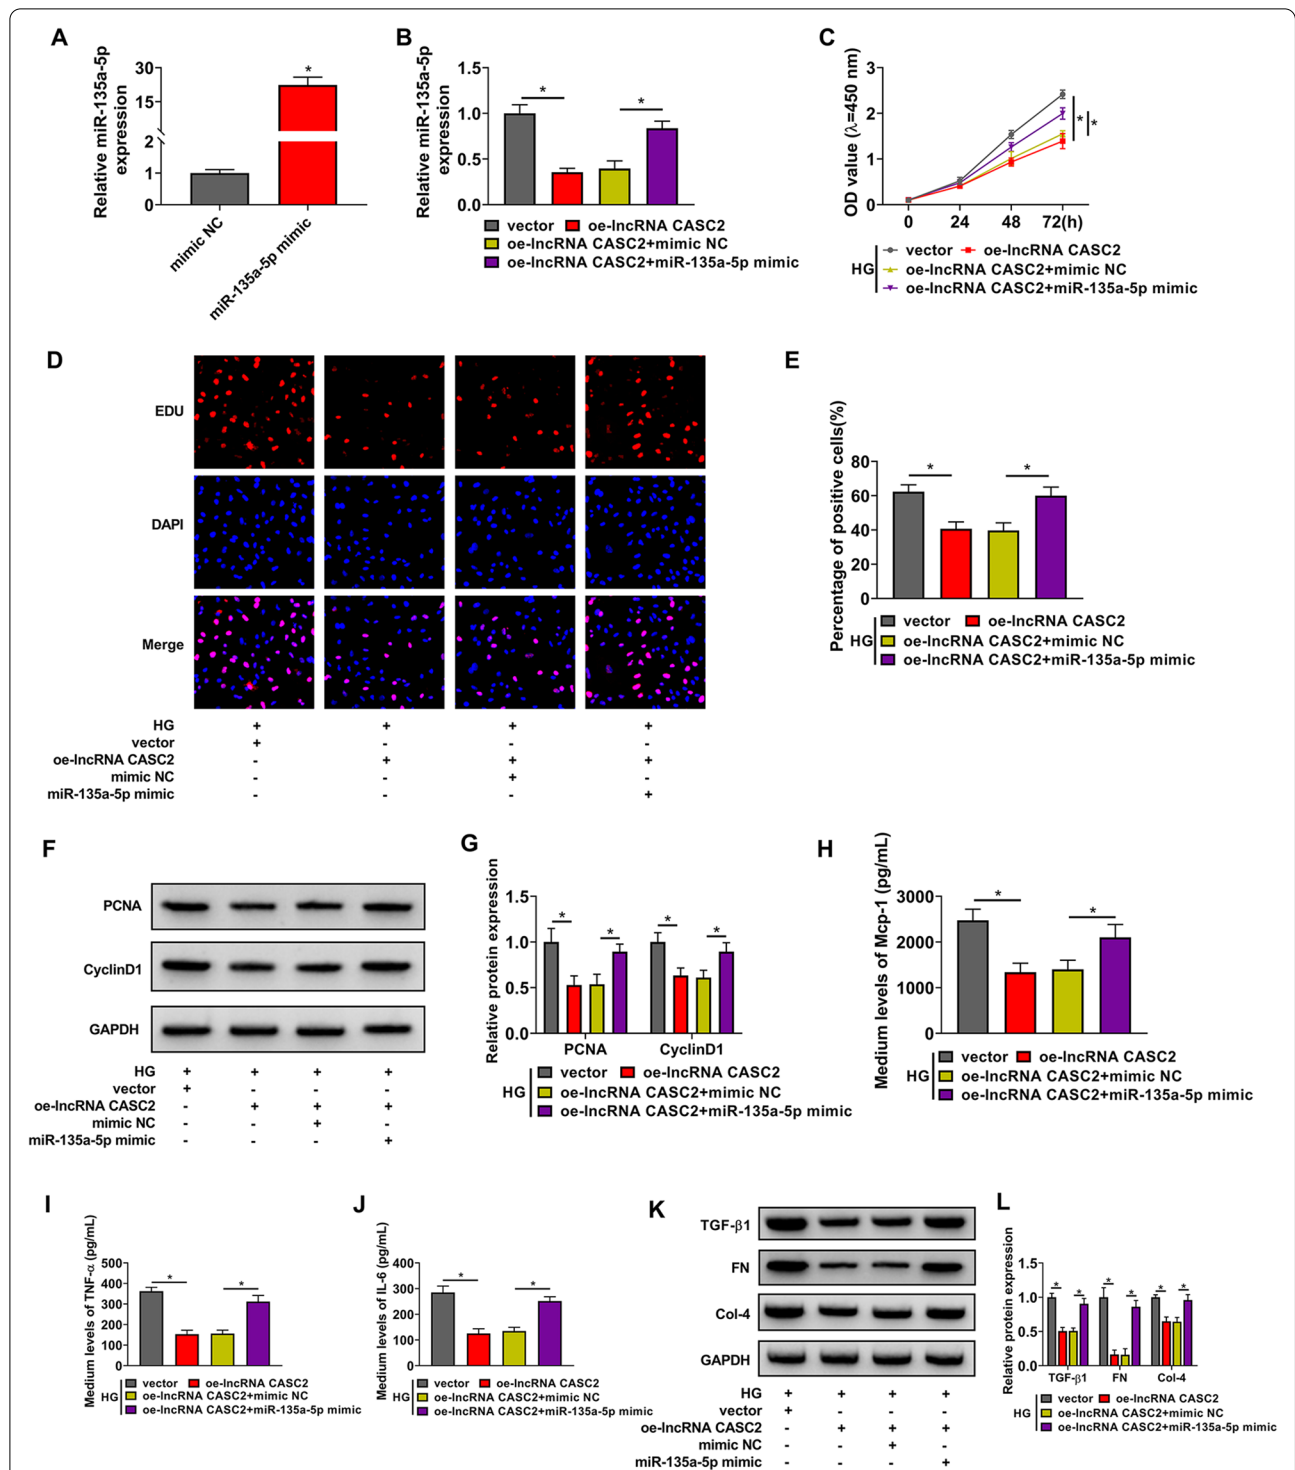 A
Relative miR-135a-5p
expression
30
15
2
1
0
*
mimic NC
miR-135a-5p mimic
B
Relative miR-135a-5p
expression
1.5
1.0
0.5
0.0
*
*
vector oe-lncRNA CASC2
oe-lncRNA CASC2+mimic NC
oe-lncRNA CASC2+miR-135a-5p mimic
C
OD value (λ=450 nm)
3
2
1
0
0 24 48 72(h)
*
*
HG
vector oe-lncRNA CASC2
oe-lncRNA CASC2+mimic NC
oe-lncRNA CASC2+miR-135a-5p mimic
D
EDU
DAPI
Merge
HG + + + +
vector + - - -
oe-lncRNA CASC2 - + + +
mimic NC - - + -
miR-135a-5p mimic - - - +
E
Percentage of positive cells(%)
80
60
40
20
0
*
*
HG
vector oe-lncRNA CASC2
oe-lncRNA CASC2+mimic NC
oe-lncRNA CASC2+miR-135a-5p mimic
F
PCNA
CyclinD1
GAPDH
HG + + + +
vector + - - -
oe-lncRNA CASC2 - + + +
mimic NC - - + -
miR-135a-5p mimic - - - +
G
Relative protein expression
1.5
1.0
0.5
0.0
* * * *
PCNA CyclinD1
HG
vector oe-lncRNA CASC2
oe-lncRNA CASC2+mimic NC
oe-lncRNA CASC2+miR-135a-5p mimic
H
Medium levels of Mcp-1 (pg/mL)
3000
2000
1000
0
*
*
HG
vector oe-lncRNA CASC2
oe-lncRNA CASC2+mimic NC
oe-lncRNA CASC2+miR-135a-5p mimic
I
Medium levels of TNF-α (pg/mL)
500
400
300
200
100
0
*
*
HG
vector oe-lncRNA CASC2
oe-lncRNA CASC2+mimic NC
oe-lncRNA CASC2+miR-135a-5p mimic
J
Medium levels of IL-6 (pg/mL)
400
300
200
100
0
*
*
HG
vector oe-lncRNA CASC2
oe-lncRNA CASC2+mimic NC
oe-lncRNA CASC2+miR-135a-5p mimic
K
TGF-β1
FN
Col-4
GAPDH
HG + + + +
vector + - - -
oe-lncRNA CASC2 - + + +
mimic NC - - + -
miR-135a-5p mimic - - - +
L
Relative protein expression
1.5
1.0
0.5
0.0
* * * * * *
TGF-β1 FN Col-4
HG
vector oe-lncRNA CASC2
oe-lncRNA CASC2+mimic NC
oe-lncRNA CASC2+miR-135a-5p mimic